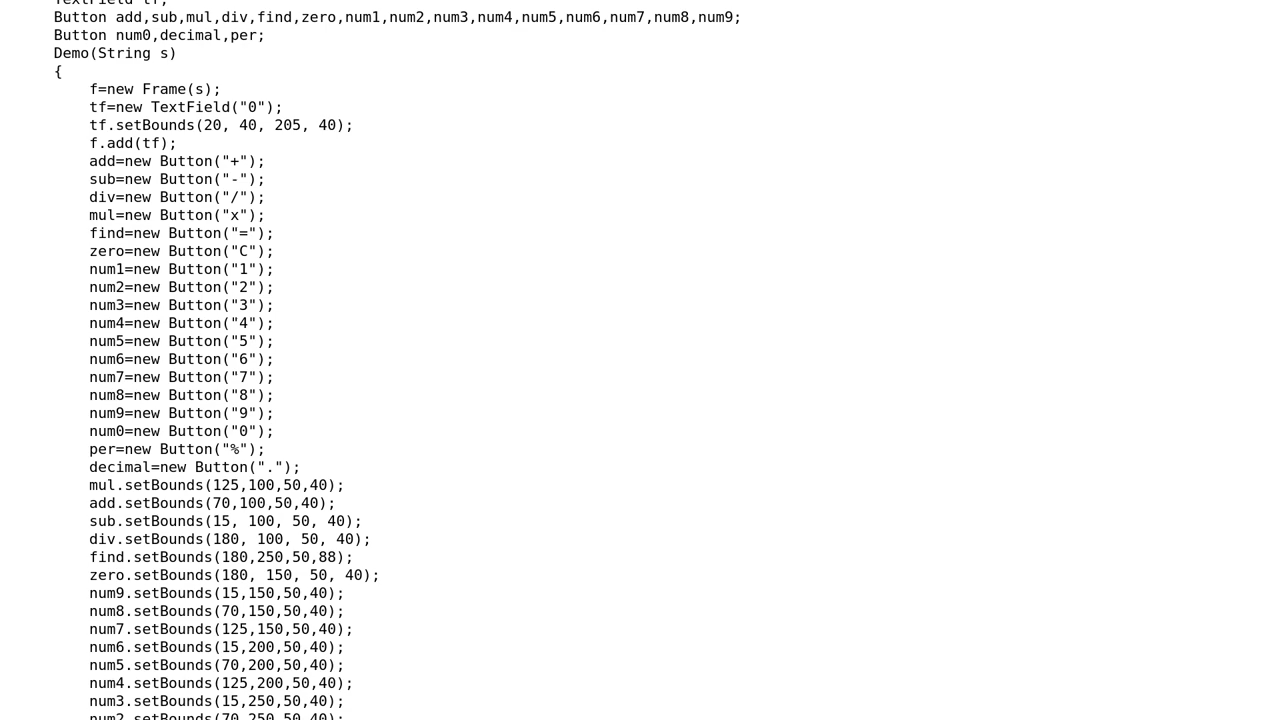 TextField tf;
Button add,sub,mul,div,find,zero,num1,num2,num3,num4,num5,num6,num7,num8,num9;
Button num0,decimal,per;
Demo(String s)
{
f=new Frame(s);
tf=new TextField("0");
tf.setBounds(20, 40, 205, 40);
f.add(tf);
add=new Button("+");
sub=new Button("-");
div=new Button("/");
mul=new Button("x");
find=new Button("=");
zero=new Button("C");
num1=new Button("1");
num2=new Button("2");
num3=new Button("3");
num4=new Button("4");
num5=new Button("5");
num6=new Button("6");
num7=new Button("7");
num8=new Button("8");
num9=new Button("9");
num0=new Button("0");
per=new Button("%");
decimal=new Button(".");
mul.setBounds(125,100,50,40);
add.setBounds(70,100,50,40);
sub.setBounds(15, 100, 50, 40);
div.setBounds(180, 100, 50, 40);
find.setBounds(180,250,50,88);
zero.setBounds(180, 150, 50, 40);
num9.setBounds(15,150,50,40);
num8.setBounds(70,150,50,40);
num7.setBounds(125,150,50,40);
num6.setBounds(15,200,50,40);
num5.setBounds(70,200,50,40);
num4.setBounds(125,200,50,40);
num3.setBounds(15,250,50,40);
num2.setBounds(70,250,50,40);